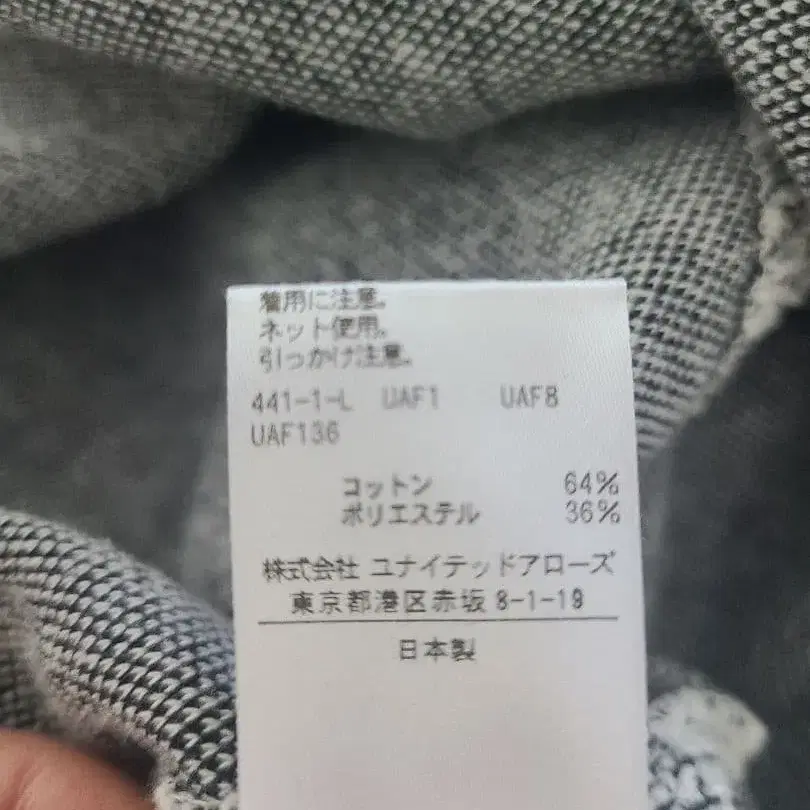 着用に注意。
ネット使用。
引っかけ注意。
441-1-L UAF1 UAF8
UAF136
コットン 64%
ポリエステル 36%
株式会社 ユナイテッドアローズ
東京都港区赤坂 8-1-19
日本製